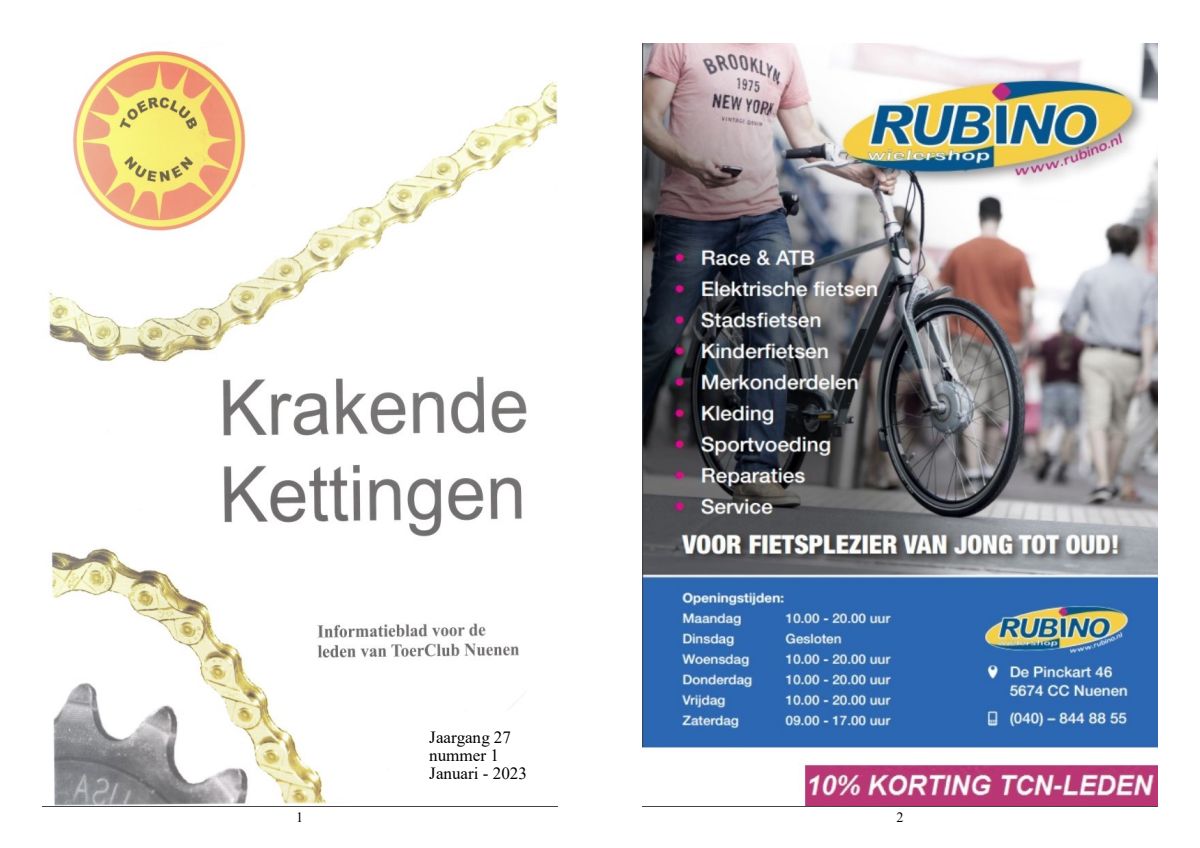 TOERCLUB
NUENEN
Krakende
Kettingen
Informatieblad voor de
leden van ToerClub Nuenen
Jaargang 27
nummer 1
Januari - 2023
1
BROOKLYN
1975
NEW YORK
RUBINO
wielershop
www.rubino.nl
Race & ATB
Elektrische fietsen
Stadsfietsen
Kinderfietsen
Merkonderdelen
Kleding
Sportvoeding
Reparaties
Service
VOOR FIETSPLEZIER VAN JONG TOT OUD!
Openingstijden:
Maandag 10.00 - 20.00 uur
Dinsdag Gesloten
Woensdag 10.00 - 20.00 uur
Donderdag 10.00 - 20.00 uur
Vrijdag 10.00 - 20.00 uur
Zaterdag 09.00 - 17.00 uur
RUBINO
wielershop
www.rubino.nl
De Pinckart 46
5674 CC Nuenen
(040) – 844 88 55
10% KORTING TCN-LEDEN
2